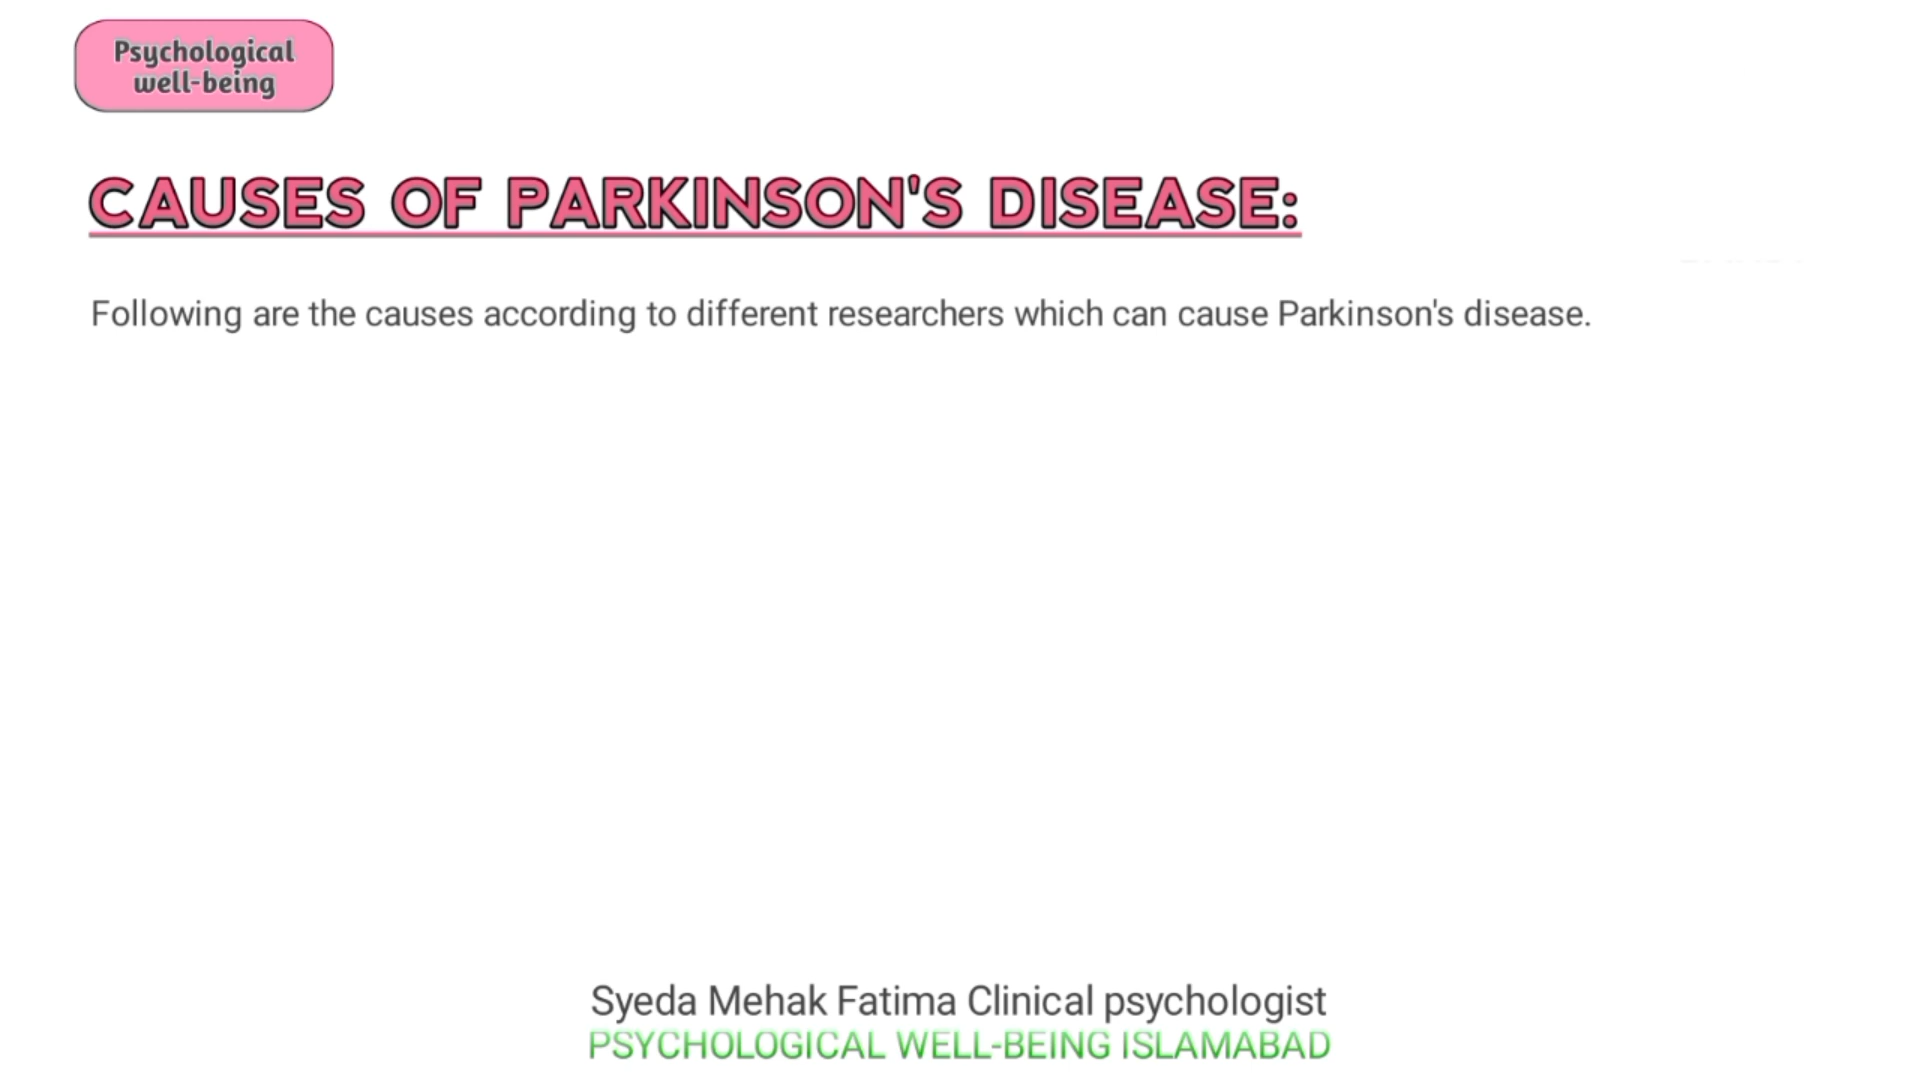 Psychological
well-being
CAUSES OF PARKINSON'S DISEASE:
Following are the causes according to different researchers which can cause Parkinson's disease.
Syeda Mehak Fatima Clinical psychologist
PSYCHOLOGICAL WELL-BEING ISLAMABAD